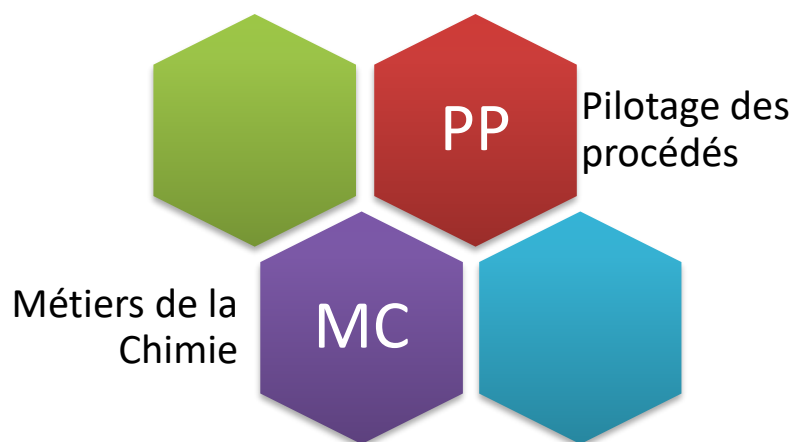 PP
Pilotage des
procédés
Métiers de la
Chimie
MC